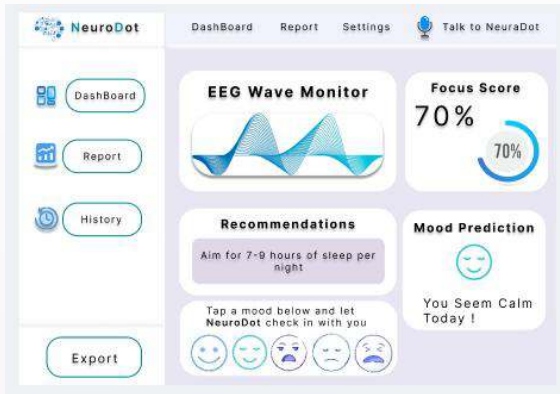 NeuroDot
DashBoard Report Settings Talk to NeuraDot
DashBoard
Report
History
Export
EEG Wave Monitor
Focus Score
70%
70%
Recommendations
Aim for 7-9 hours of sleep per
night
Mood Prediction
You Seem Calm
Today !
Tap a mood below and let
NeuroDot check in with you